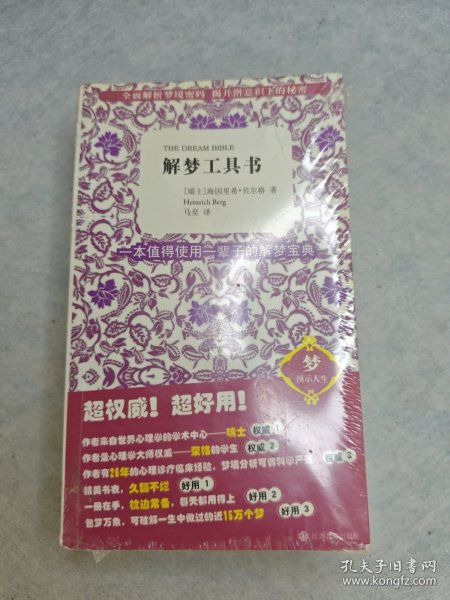 全面解析梦境密码 揭开潜意识下的秘密
THE DREAM BIBLE
解梦工具书
[瑞士]海因里希·贝尔格 著
Heinrich Berg
马至 译
一本值得使用一辈子的解梦宝典
梦
预示人生
超权威！超好用！
作者来自世界心理学的学术中心——瑞士 权威 1
作者是心理学大师权威——荣格的学生 权威 2
作者有26年的心理诊疗临床经验，梦境分析可谓科学严谨 权威 3
精美书衣，久翻不烂 好用 1
一册在手，枕边常备，每天都用得上 好用 2
包罗万象，可破解一生中做过的近15万个梦 好用 3
孔夫子旧书网
www.kongfz.com